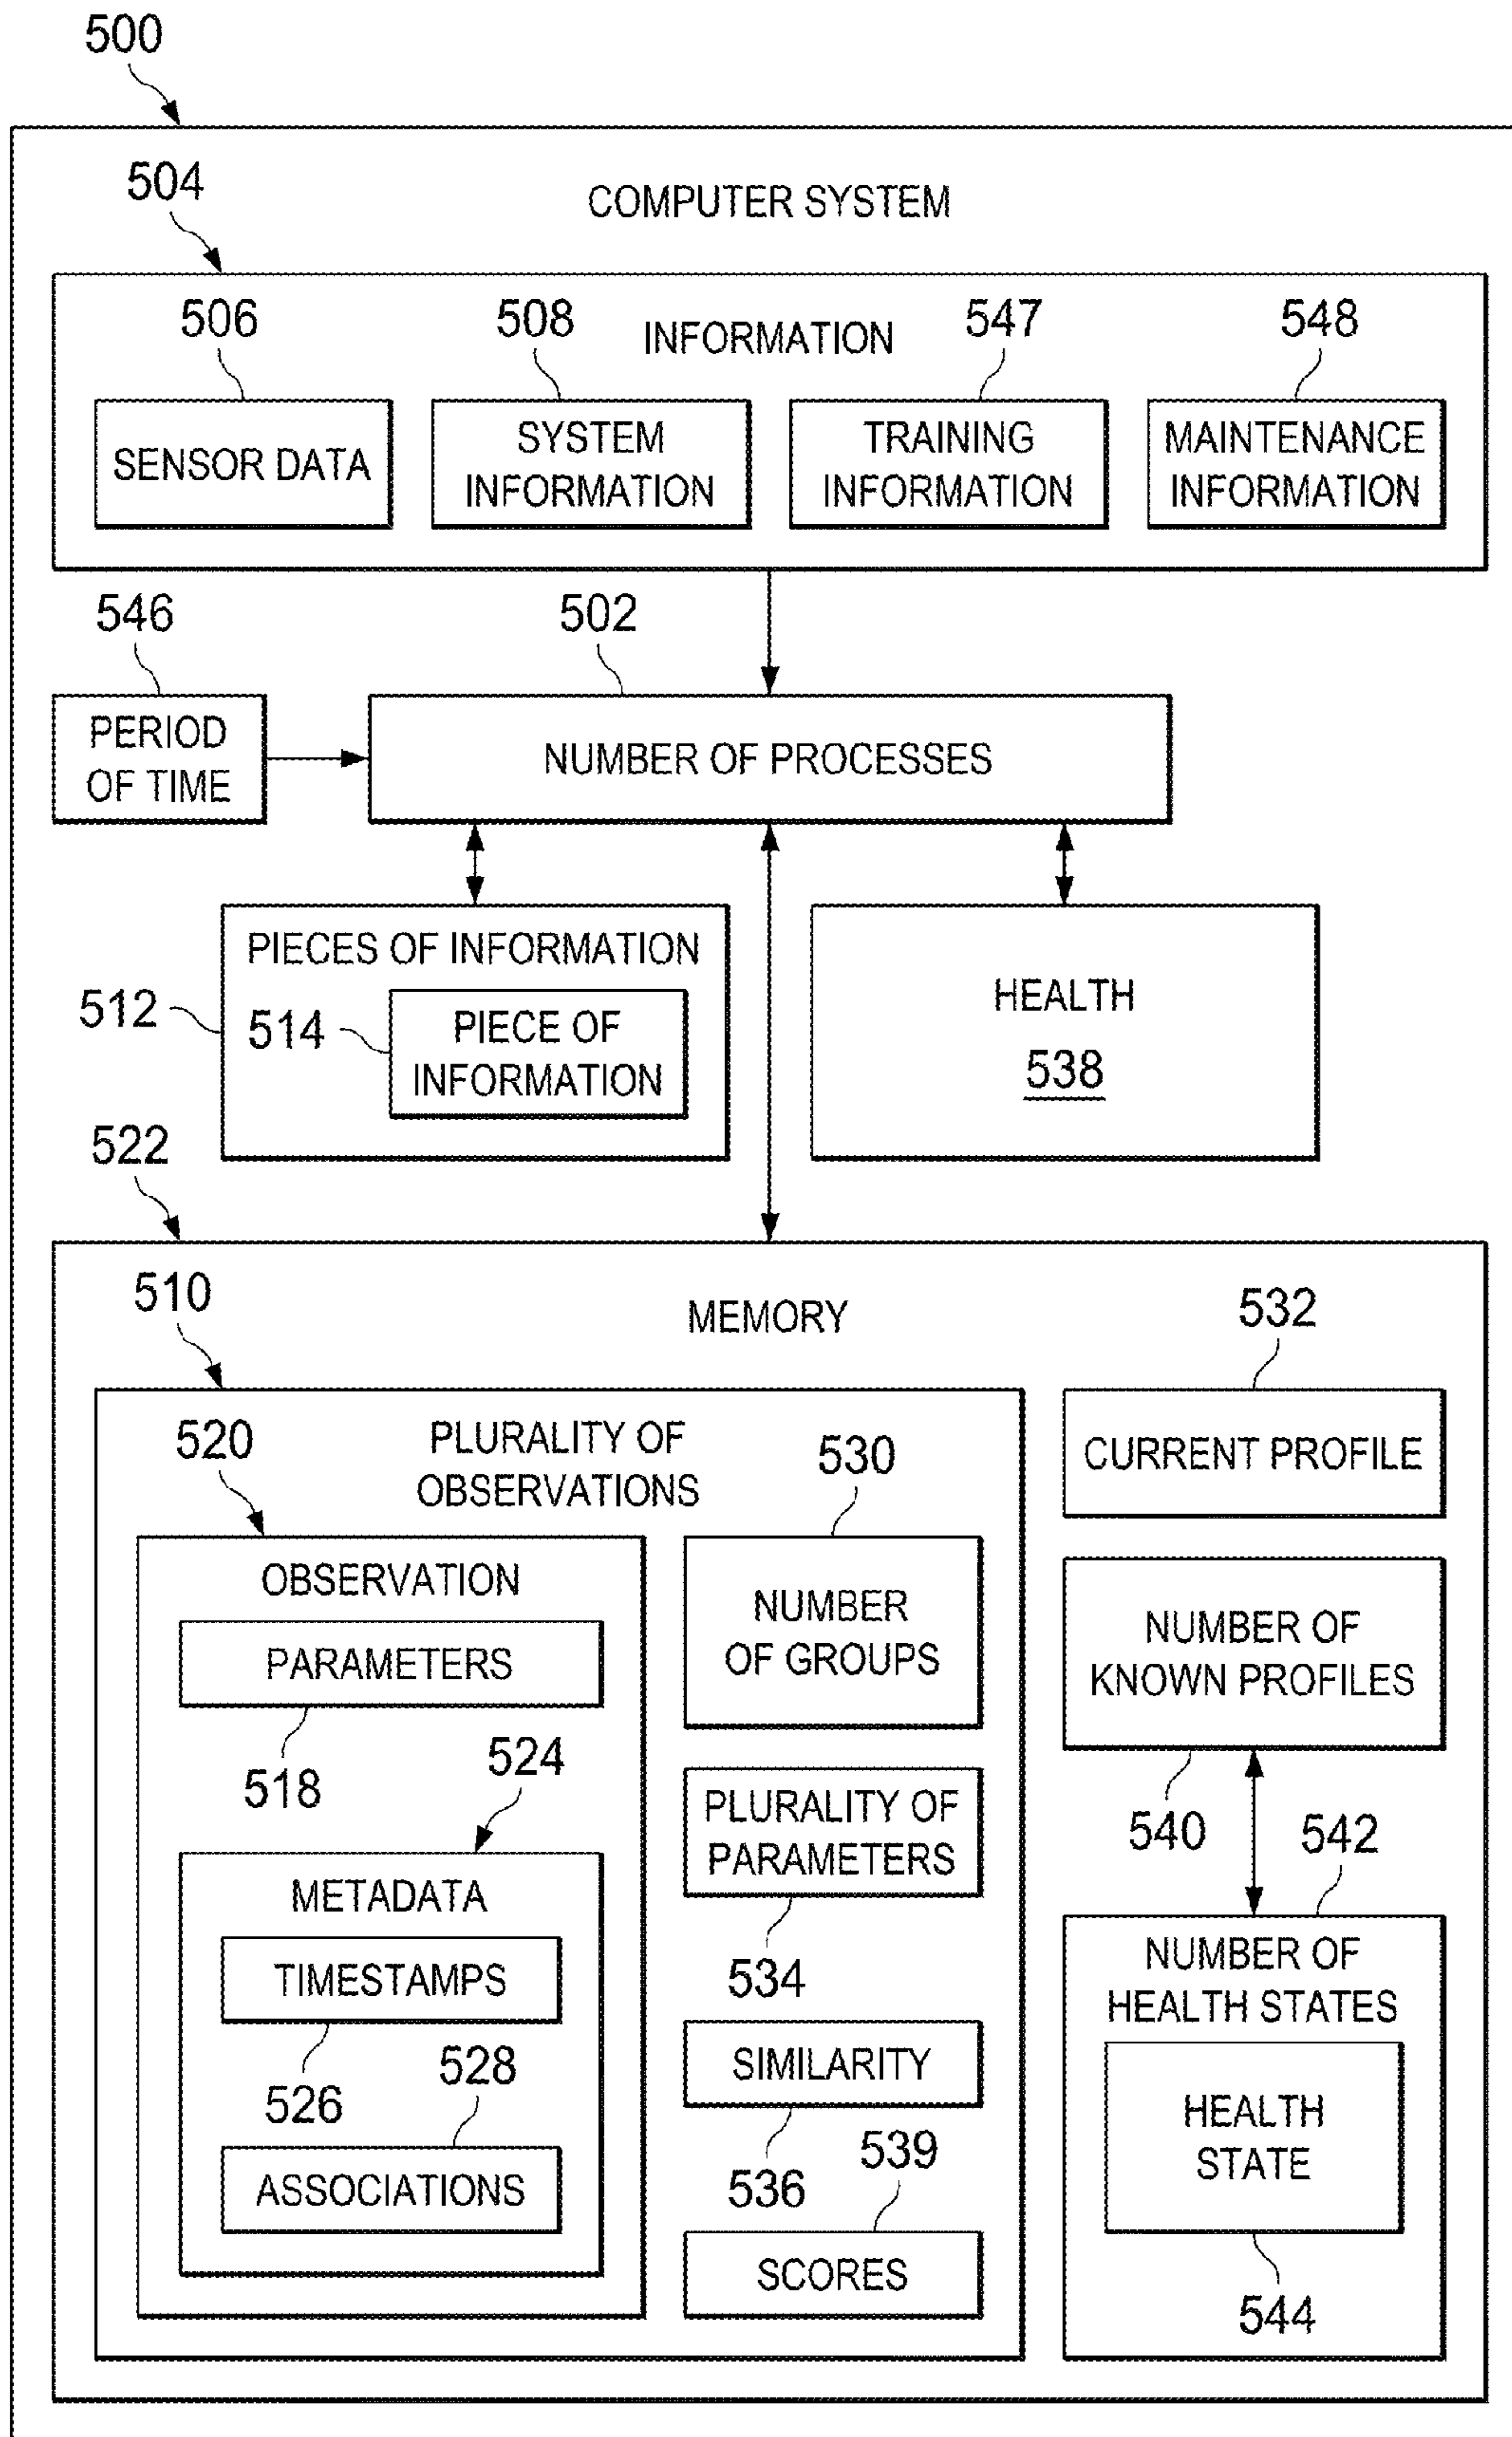 500
504
COMPUTER SYSTEM
506
508
INFORMATION
547
548
SENSOR DATA
SYSTEM
INFORMATION
TRAINING
INFORMATION
MAINTENANCE
INFORMATION
546
502
PERIOD
OF TIME
NUMBER OF PROCESSES
PIECES OF INFORMATION
512
514
PIECE OF
INFORMATION
HEALTH
538
522
510
MEMORY
532
520
PLURALITY OF
OBSERVATIONS
530
CURRENT PROFILE
OBSERVATION
PARAMETERS
518
NUMBER
OF GROUPS
NUMBER OF
KNOWN PROFILES
524
PLURALITY OF
PARAMETERS
540
542
METADATA
TIMESTAMPS
534
NUMBER OF
HEALTH STATES
526
528
SIMILARITY
536
539
HEALTH
STATE
ASSOCIATIONS
SCORES
544